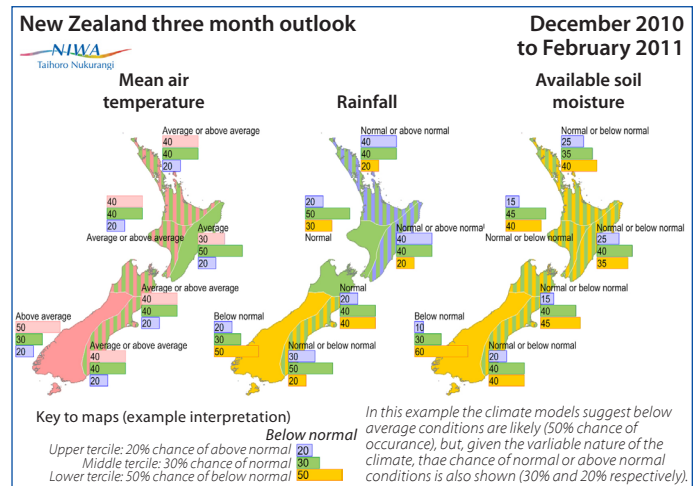 New Zealand three month outlook
December 2010
to February 2011
NIWA
Taihoro Nukurangi
Mean air
temperature
Average or above average
40
40
20
40
40
20
Average or above average
Average
30
50
20
Average or above average
40
40
20
Above average
50
30
20
Average or above average
40
40
20
Rainfall
Normal or above normal
40
40
20
20
50
30
Normal
Normal or above normal
40
40
20
Normal
20
40
40
Below normal
20
30
50
Normal or below normal
30
50
20
Available soil
moisture
Normal or below normal
25
35
40
15
45
40
Normal or below normal
Normal or below normal
25
40
35
Normal or below normal
15
40
45
Below normal
10
30
60
Normal or below normal
20
40
40
Key to maps (example interpretation)
Below normal
Upper tercile: 20% chance of above normal 20
Middle tercile: 30% chance of normal 30
Lower tercile: 50% chance of below normal 50
In this example the climate models suggest below
average conditions are likely (50% chance of
occurance), but, given the varliable nature of the
climate, thae chance of normal or above normal
conditions is also shown (30% and 20% respectively).